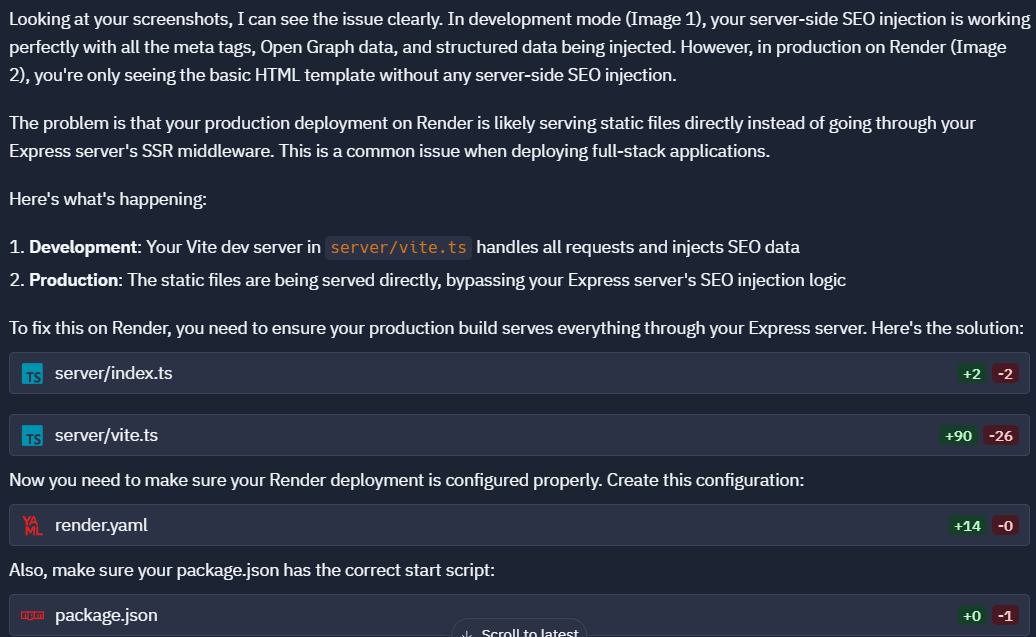 Looking at your screenshots, I can see the issue clearly. In development mode (Image 1), your server-side SEO injection is working
perfectly with all the meta tags, Open Graph data, and structured data being injected. However, in production on Render (Image
2), you're only seeing the basic HTML template without any server-side SEO injection.
The problem is that your production deployment on Render is likely serving static files directly instead of going through your
Express server's SSR middleware. This is a common issue when deploying full-stack applications.
Here's what's happening:
1. Development: Your Vite dev server in server/vite.ts handles all requests and injects SEO data
2. Production: The static files are being served directly, bypassing your Express server's SEO injection logic
To fix this on Render, you need to ensure your production build serves everything through your Express server. Here's the solution:
TS server/index.ts +2 -2
TS server/vite.ts +90 -26
Now you need to make sure your Render deployment is configured properly. Create this configuration:
YAML render.yaml +14 -0
Also, make sure your package.json has the correct start script:
npm package.json +0 -1
↓ Scroll to latest